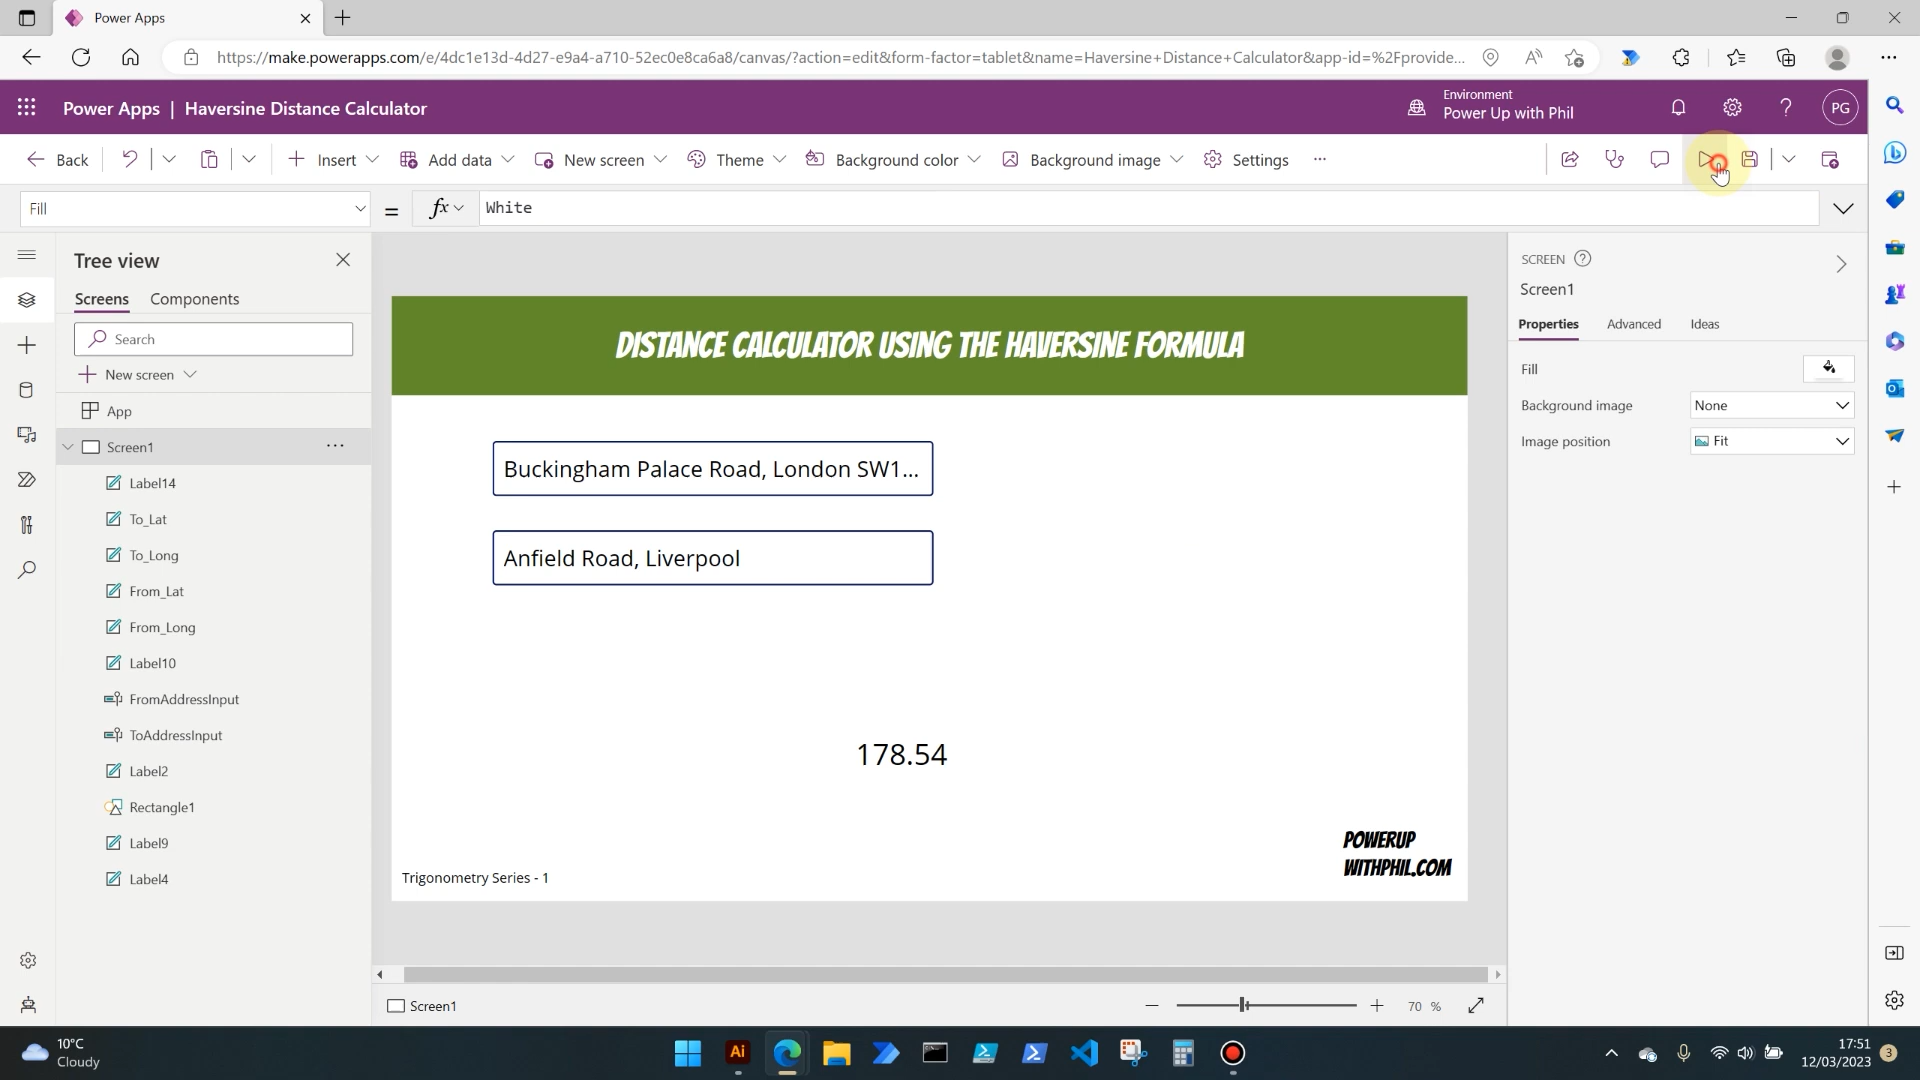 Power Apps
https://make.powerapps.com/e/4dc1e13d-4d27-e9a4-a710-52ec0e8ca6a8/canvas/?action=edit&form-factor=tablet&name=Haversine+Distance+Calculator&app-id=%2Fprovide...
Power Apps | Haversine Distance Calculator
Environment
Power Up with Phil
PG
Back
Insert
Add data
New screen
Theme
Background color
Background image
Settings
Fill
=
fx
White
Tree view
Screens
Components
Search
New screen
App
Screen1
Label14
To_Lat
To_Long
From_Lat
From_Long
Label10
FromAddressInput
ToAddressInput
Label2
Rectangle1
Label9
Label4
DISTANCE CALCULATOR USING THE HAVERSINE FORMULA
Buckingham Palace Road, London SW1...
Anfield Road, Liverpool
178.54
POWERUP
WITHPHIL.COM
Trigonometry Series - 1
Screen1
70 %
SCREEN
Screen1
Properties
Advanced
Ideas
Fill
Background image
None
Image position
Fit
10°C
Cloudy
Ai
17:51
12/03/2023
3